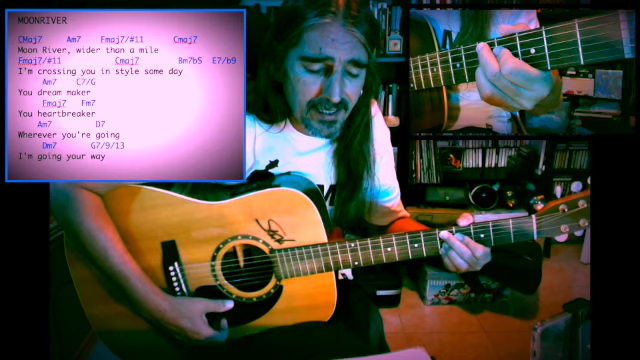 MOONRIVER
CMaj7 Am7 Fmaj7/#11 Cmaj7
Moon River, wider than a mile
Fmaj7/#11 Cmaj7 Bm7b5 E7/b9
I'm crossing you in style some day
Am7 C7/G
You dream maker
Fmaj7 Fm7
You heartbreaker
Am7 D7
Wherever you're going
Dm7 G7/9/13
I'm going your way